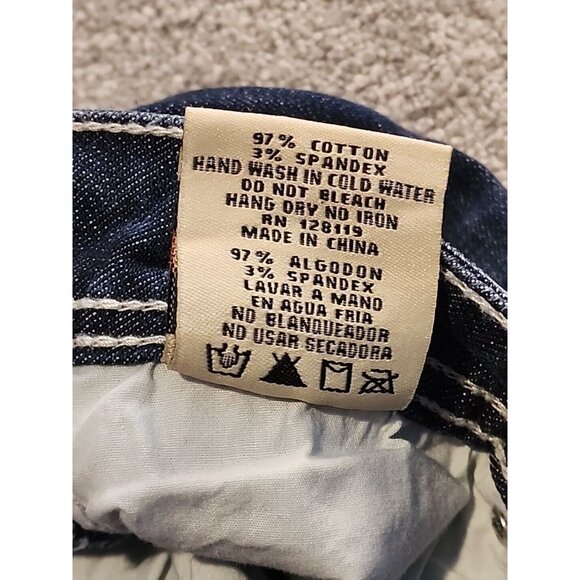 97% COTTON
3% SPANDEX
HAND WASH IN COLD WATER
DO NOT BLEACH
HANG DRY NO IRON
RN 128119
MADE IN CHINA
97% ALGODON
3% SPANDEX
LAVAR A MANO
EN AGUA FRIA
NO BLANQUEADOR
NO USAR SECADORA